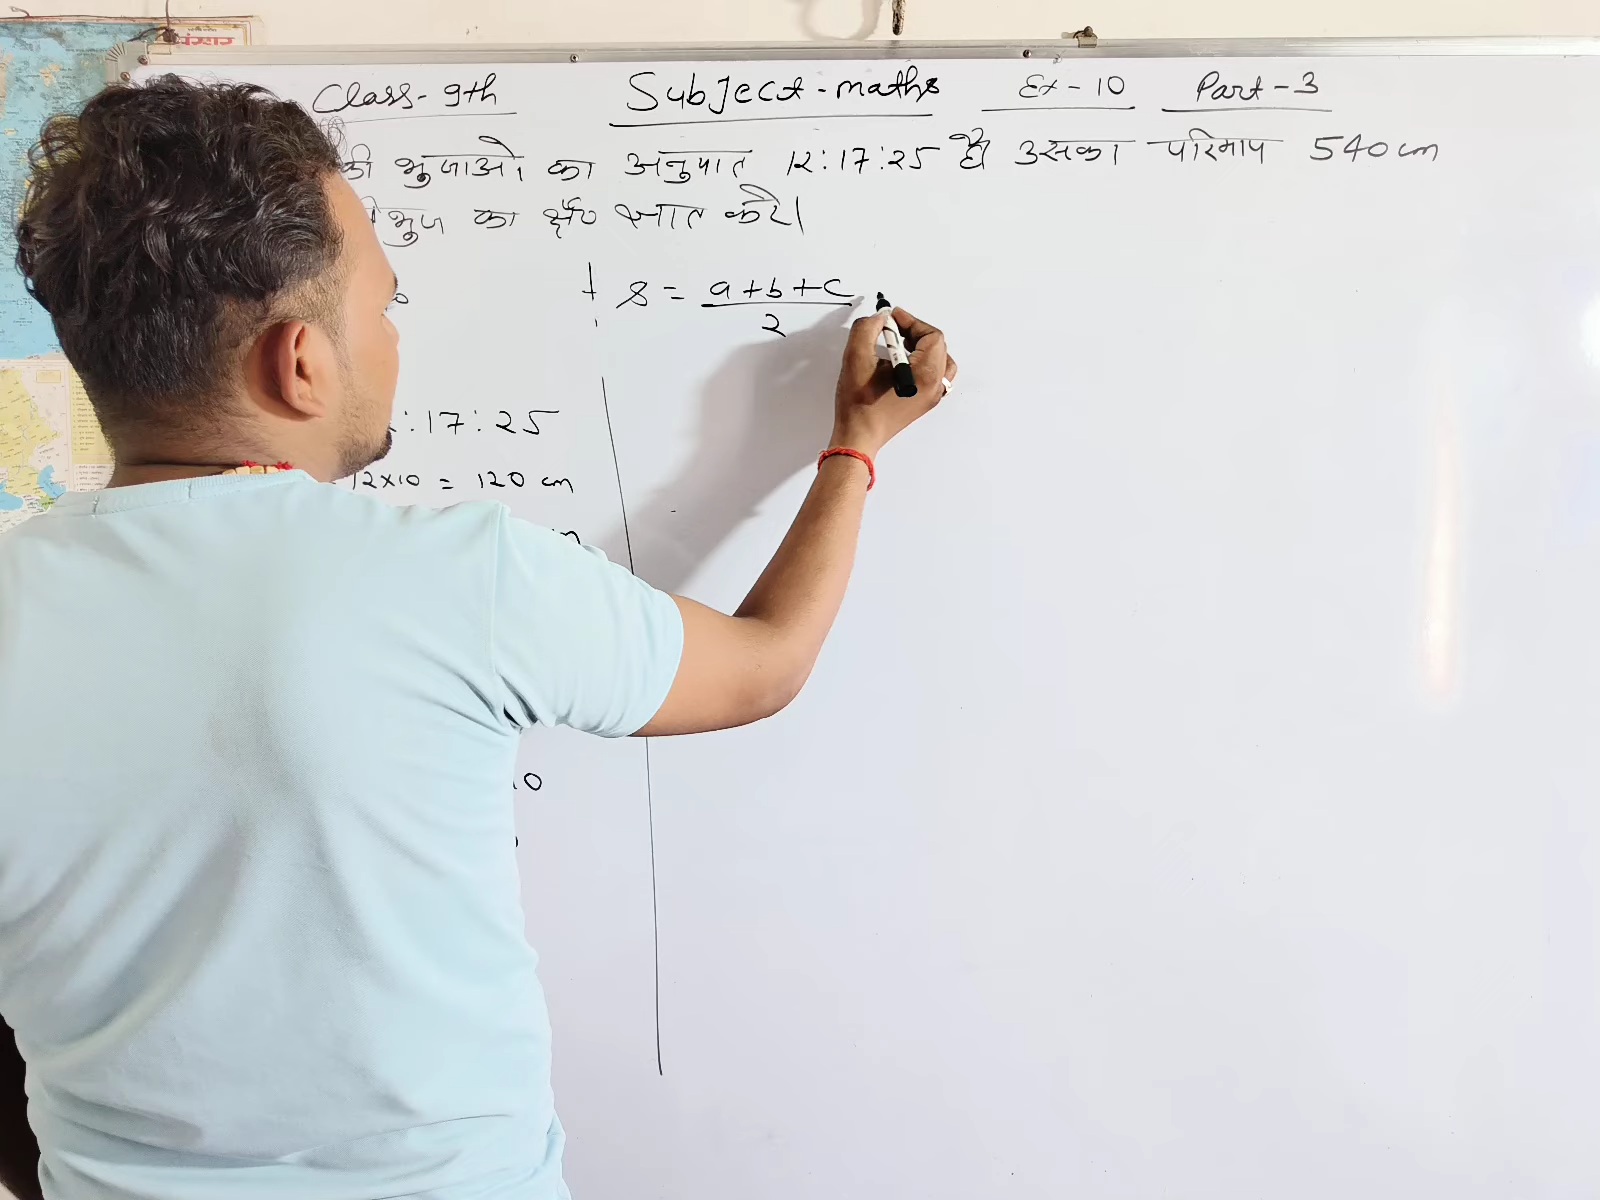 संस्कार
Class-9th Subject-maths Ex-10 Part-3
की भुजाओं का अनुपात 12:17:25 है। उसका परिमाप 540cm
भुज का क्षे० ज्ञात करें।
s = a+b+c
2
:17:25
12×10 = 120 cm
10